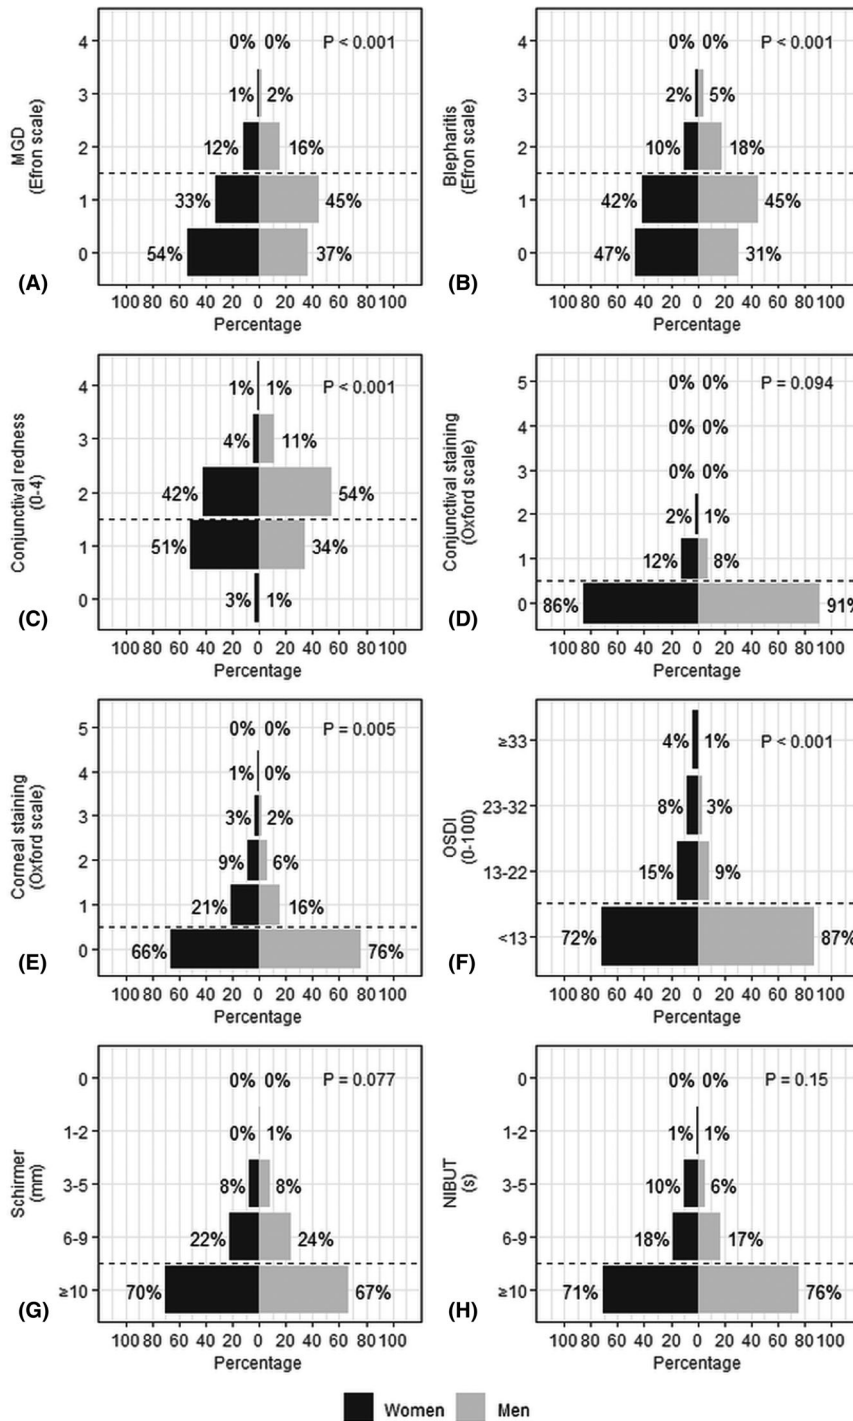 4 0% 0% P < 0.001
3 1% 2%
2 12% 16%
1 33% 45%
0 54% 37%
MGD
(Efron scale)
(A)
100 80 60 40 20 0 20 40 60 80 100
Percentage
4 0% 0% P < 0.001
3 2% 5%
2 10% 18%
1 42% 45%
0 47% 31%
Blepharitis
(Efron scale)
(B)
100 80 60 40 20 0 20 40 60 80 100
Percentage
4 1% 1% P < 0.001
3 4% 11%
2 42% 54%
1 51% 34%
0 3% 1%
Conjunctival redness
(0-4)
(C)
100 80 60 40 20 0 20 40 60 80 100
Percentage
5 0% 0% P = 0.094
4 0% 0%
3 0% 0%
2 2% 1%
1 12% 8%
0 86% 91%
Conjunctival staining
(Oxford scale)
(D)
100 80 60 40 20 0 20 40 60 80 100
Percentage
5 0% 0% P = 0.005
4 1% 0%
3 3% 2%
2 9% 6%
1 21% 16%
0 66% 76%
Corneal staining
(Oxford scale)
(E)
100 80 60 40 20 0 20 40 60 80 100
Percentage
≥33 4% 1% P < 0.001
23-32 8% 3%
13-22 15% 9%
<13 72% 87%
OSDI
(0-100)
(F)
100 80 60 40 20 0 20 40 60 80 100
Percentage
0 0% 0% P = 0.077
1-2 0% 1%
3-5 8% 8%
6-9 22% 24%
≥10 70% 67%
Schirmer
(mm)
(G)
100 80 60 40 20 0 20 40 60 80 100
Percentage
0 0% 0% P = 0.15
1-2 1% 1%
3-5 10% 6%
6-9 18% 17%
≥10 71% 76%
NIBUT
(s)
(H)
100 80 60 40 20 0 20 40 60 80 100
Percentage
Women Men